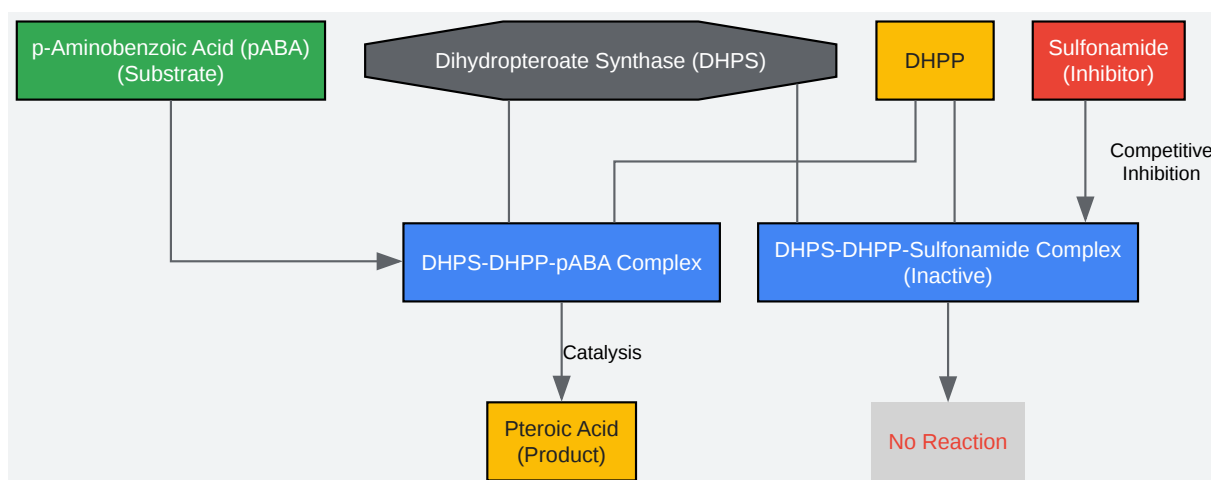 p-Aminobenzoic Acid (pABA)
(Substrate)
Dihydropteroate Synthase (DHPS)
DHPP
Sulfonamide
(Inhibitor)
Competitive
Inhibition
DHPS-DHPP-pABA Complex
DHPS-DHPP-Sulfonamide Complex
(Inactive)
Catalysis
Pteroic Acid
(Product)
No Reaction